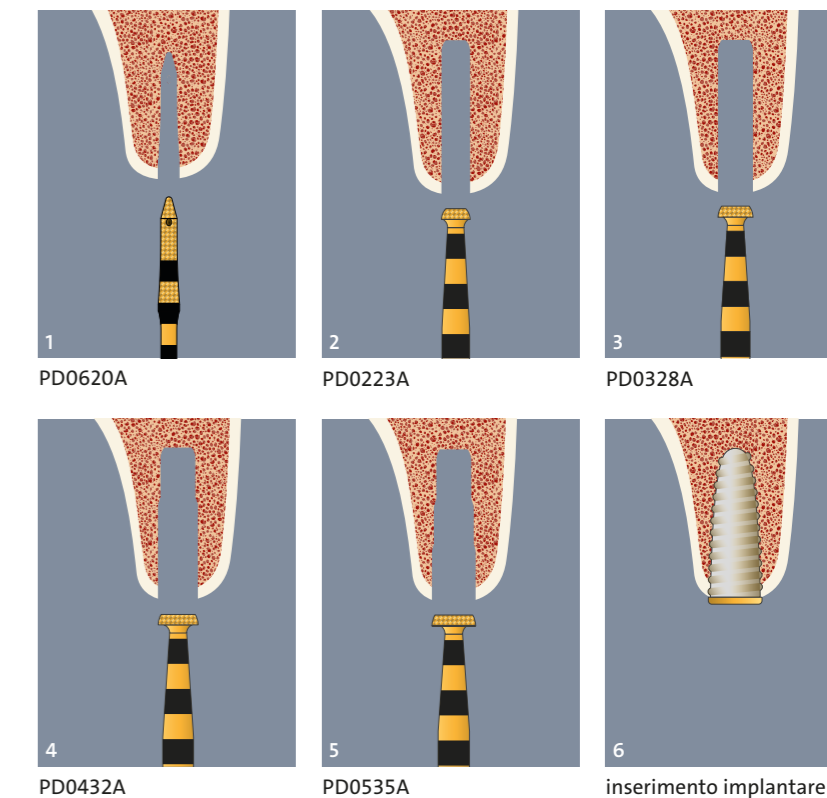 1
PD0620A
2
PD0223A
3
PD0328A
4
PD0432A
5
PD0535A
6
inserimento implantare